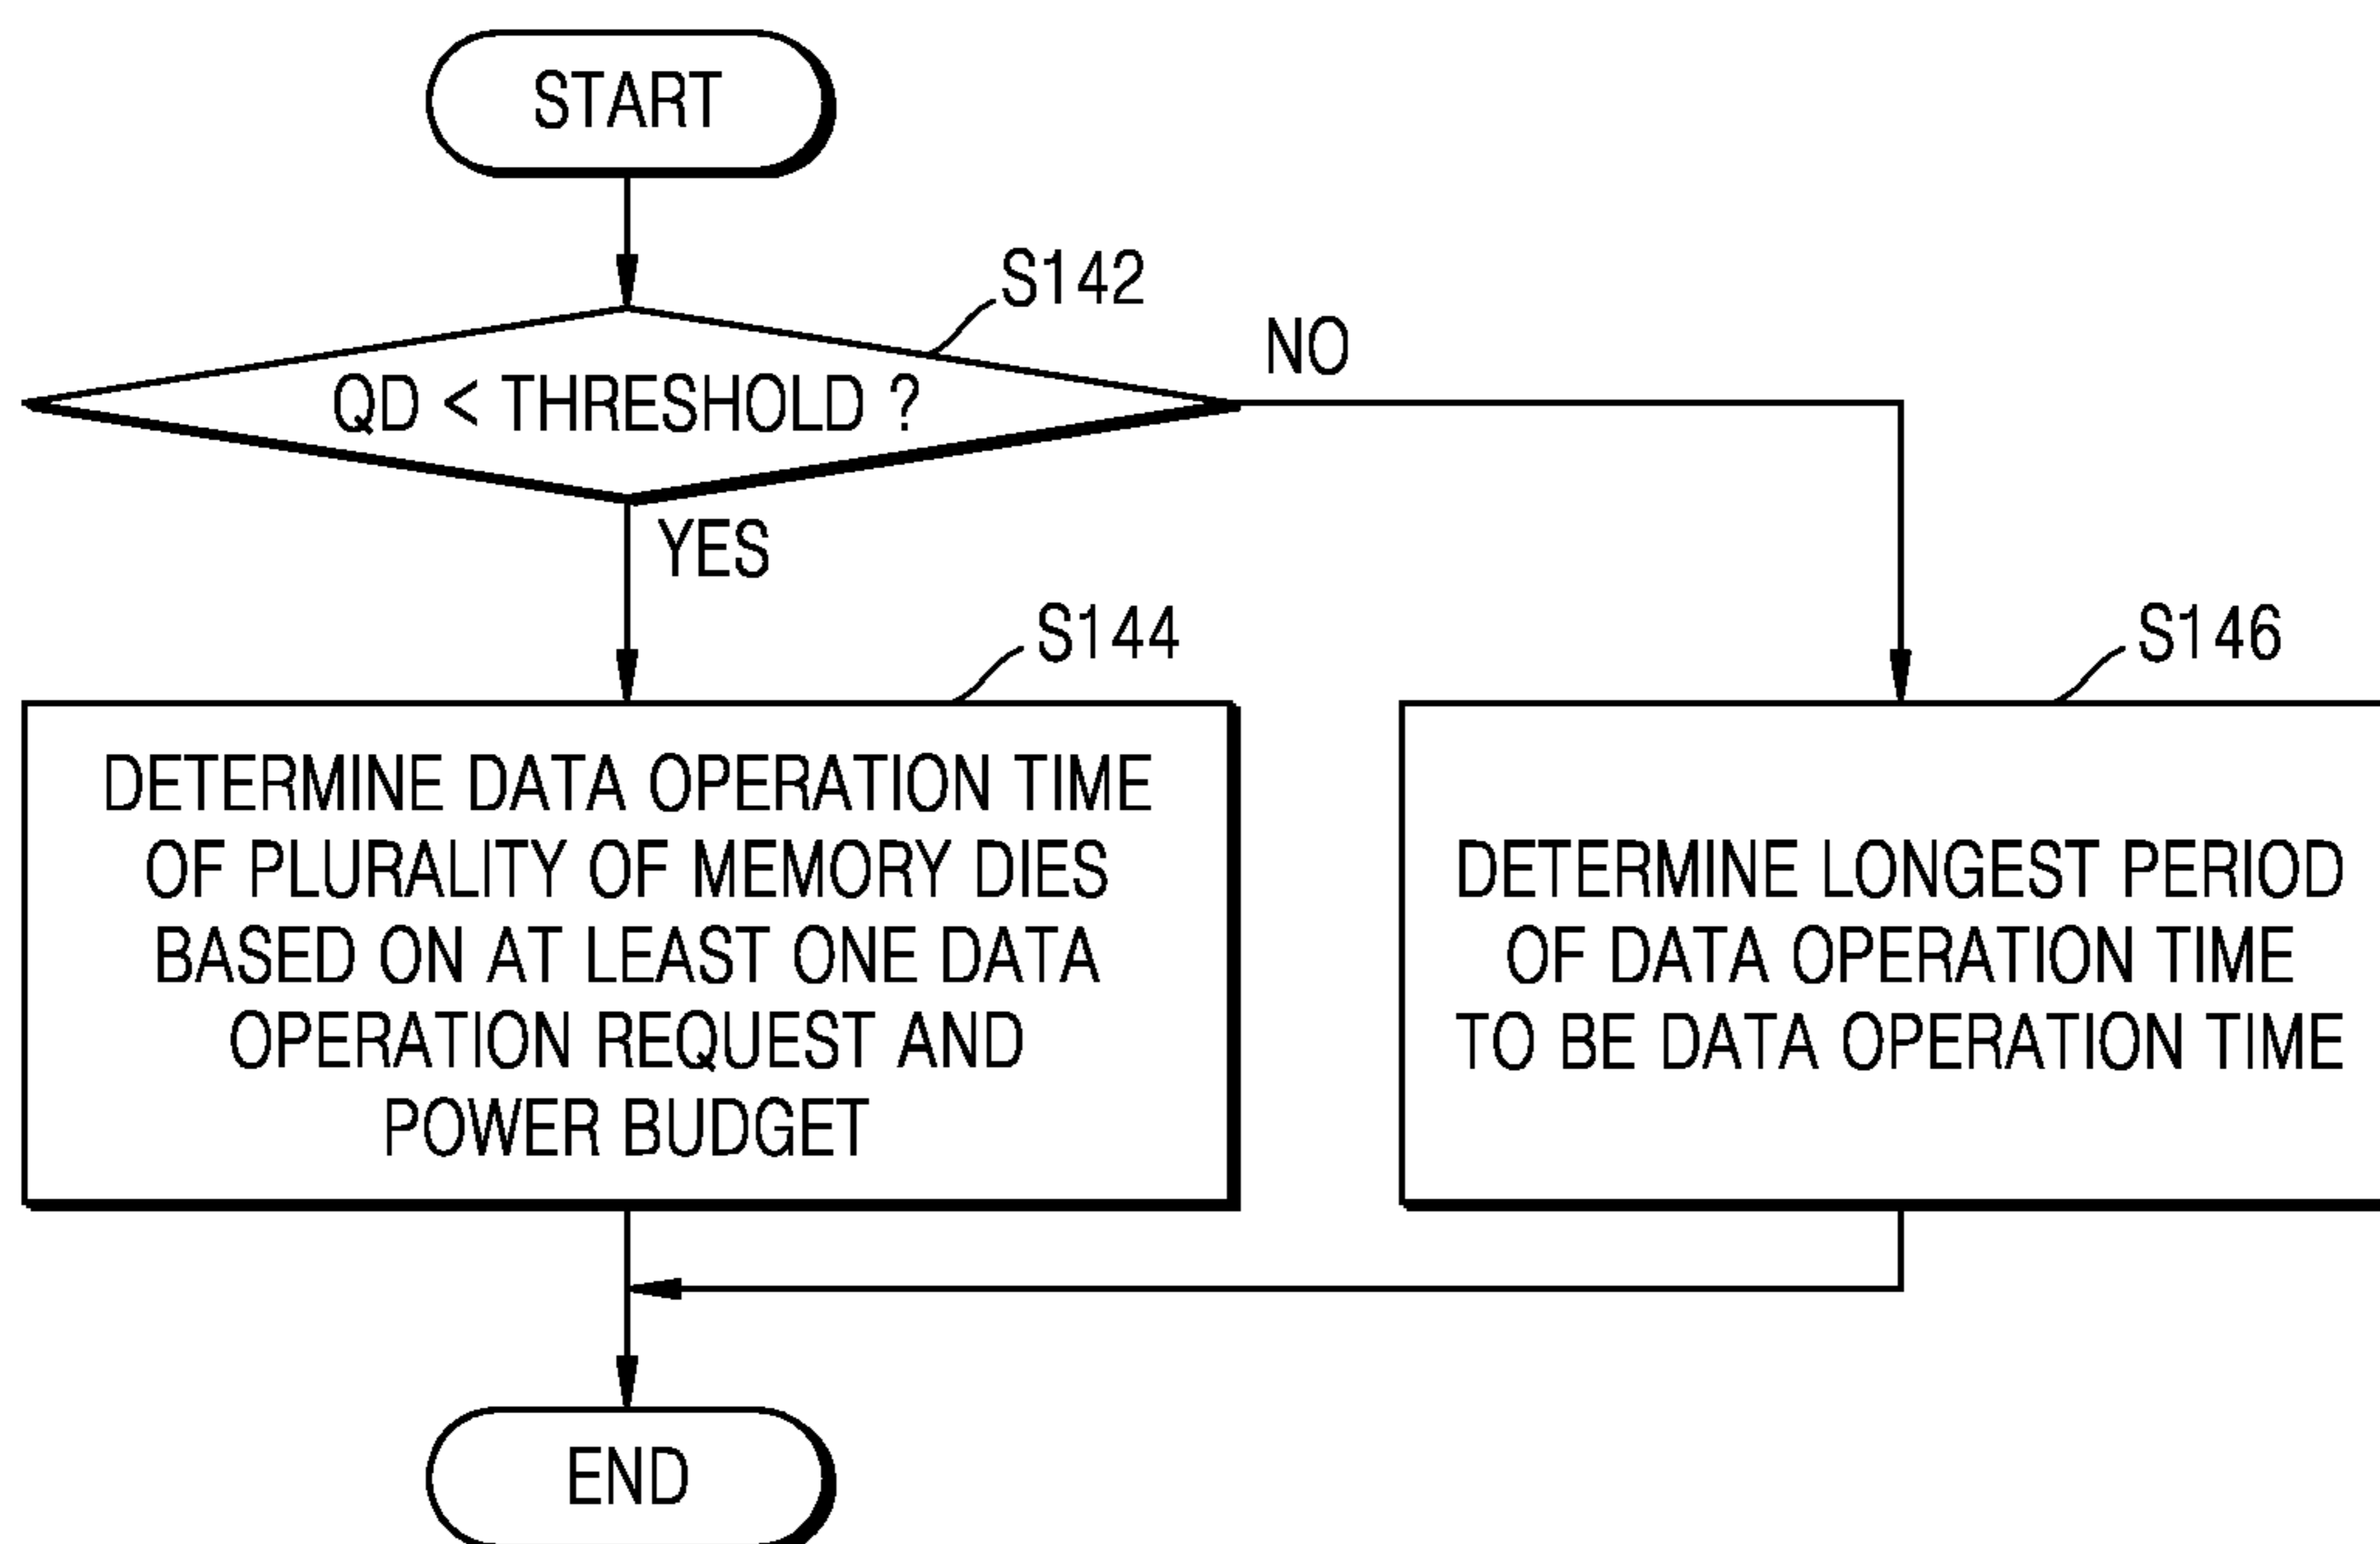 START
S142
QD < THRESHOLD ?
NO
YES
S144
DETERMINE DATA OPERATION TIME
OF PLURALITY OF MEMORY DIES
BASED ON AT LEAST ONE DATA
OPERATION REQUEST AND
POWER BUDGET
S146
DETERMINE LONGEST PERIOD
OF DATA OPERATION TIME
TO BE DATA OPERATION TIME
END